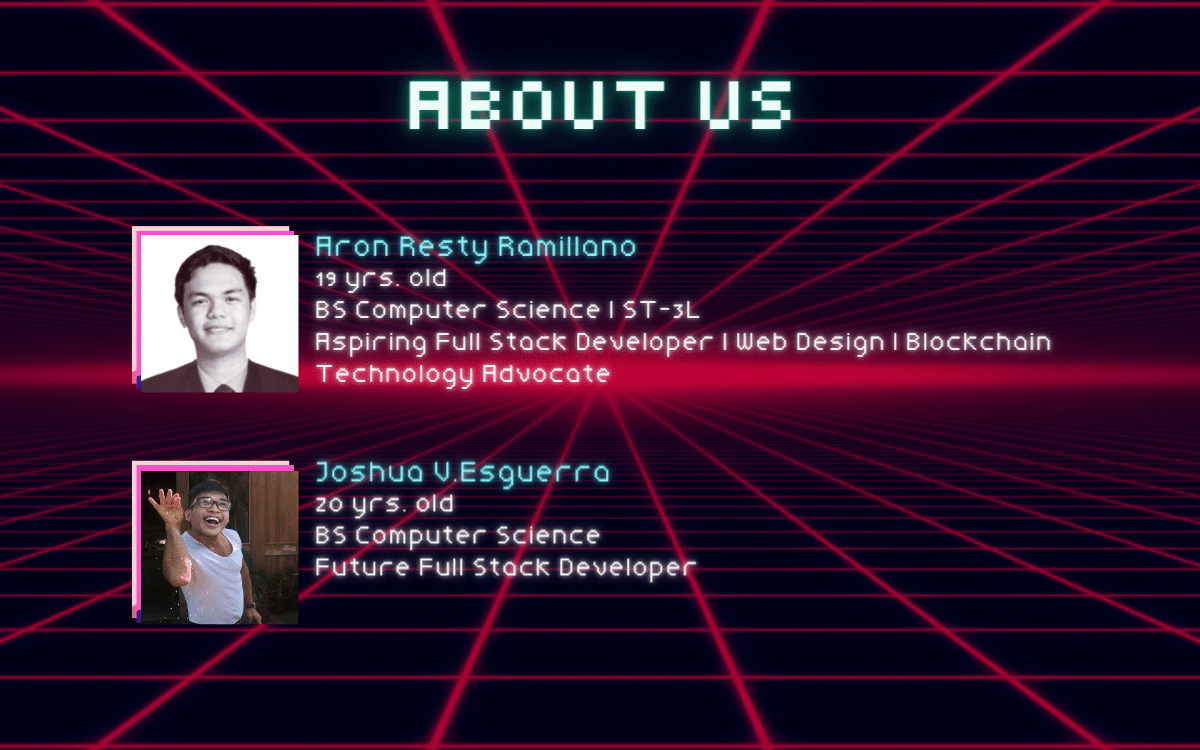 ABOUT US
Aron Resty Ramillano
19 yrs. old
BS Computer Science | ST-3L
Aspiring Full Stack Developer | Web Design | Blockchain
Technology Advocate
Joshua V.Esguerra
20 yrs. old
BS Computer Science
Future Full Stack Developer